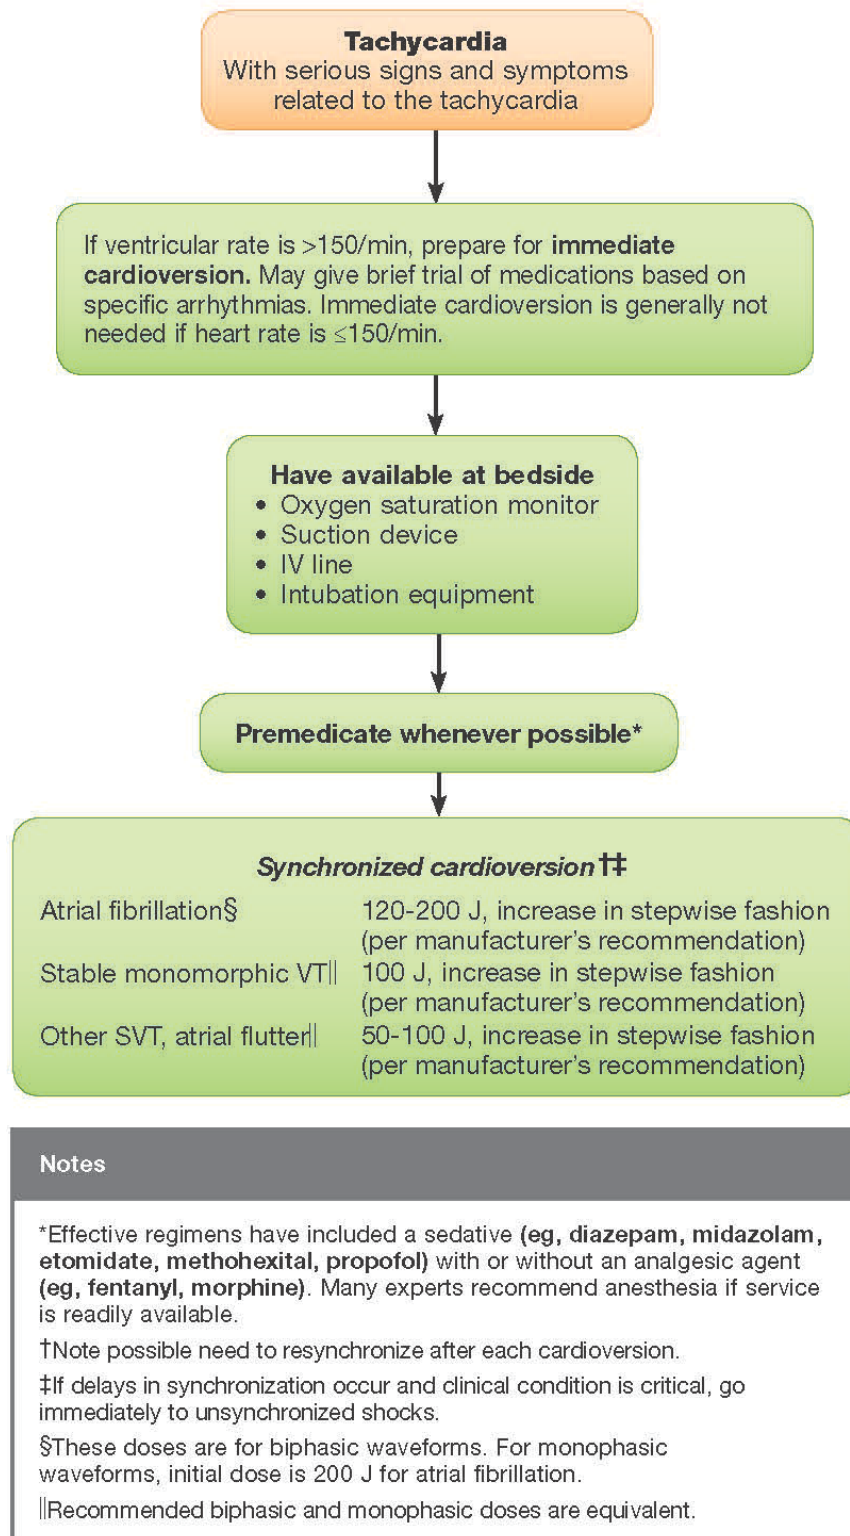 Tachycardia
With serious signs and symptoms
related to the tachycardia
If ventricular rate is >150/min, prepare for immediate
cardioversion. May give brief trial of medications based on
specific arrhythmias. Immediate cardioversion is generally not
needed if heart rate is ≤150/min.
Have available at bedside
• Oxygen saturation monitor
• Suction device
• IV line
• Intubation equipment
Premedicate whenever possible*
Synchronized cardioversion†‡
Atrial fibrillation§ 120-200 J, increase in stepwise fashion
(per manufacturer's recommendation)
Stable monomorphic VT‖ 100 J, increase in stepwise fashion
(per manufacturer's recommendation)
Other SVT, atrial flutter‖ 50-100 J, increase in stepwise fashion
(per manufacturer's recommendation)
Notes
*Effective regimens have included a sedative (eg, diazepam, midazolam,
etomidate, methohexital, propofol) with or without an analgesic agent
(eg, fentanyl, morphine). Many experts recommend anesthesia if service
is readily available.
†Note possible need to resynchronize after each cardioversion.
‡If delays in synchronization occur and clinical condition is critical, go
immediately to unsynchronized shocks.
§These doses are for biphasic waveforms. For monophasic
waveforms, initial dose is 200 J for atrial fibrillation.
‖Recommended biphasic and monophasic doses are equivalent.